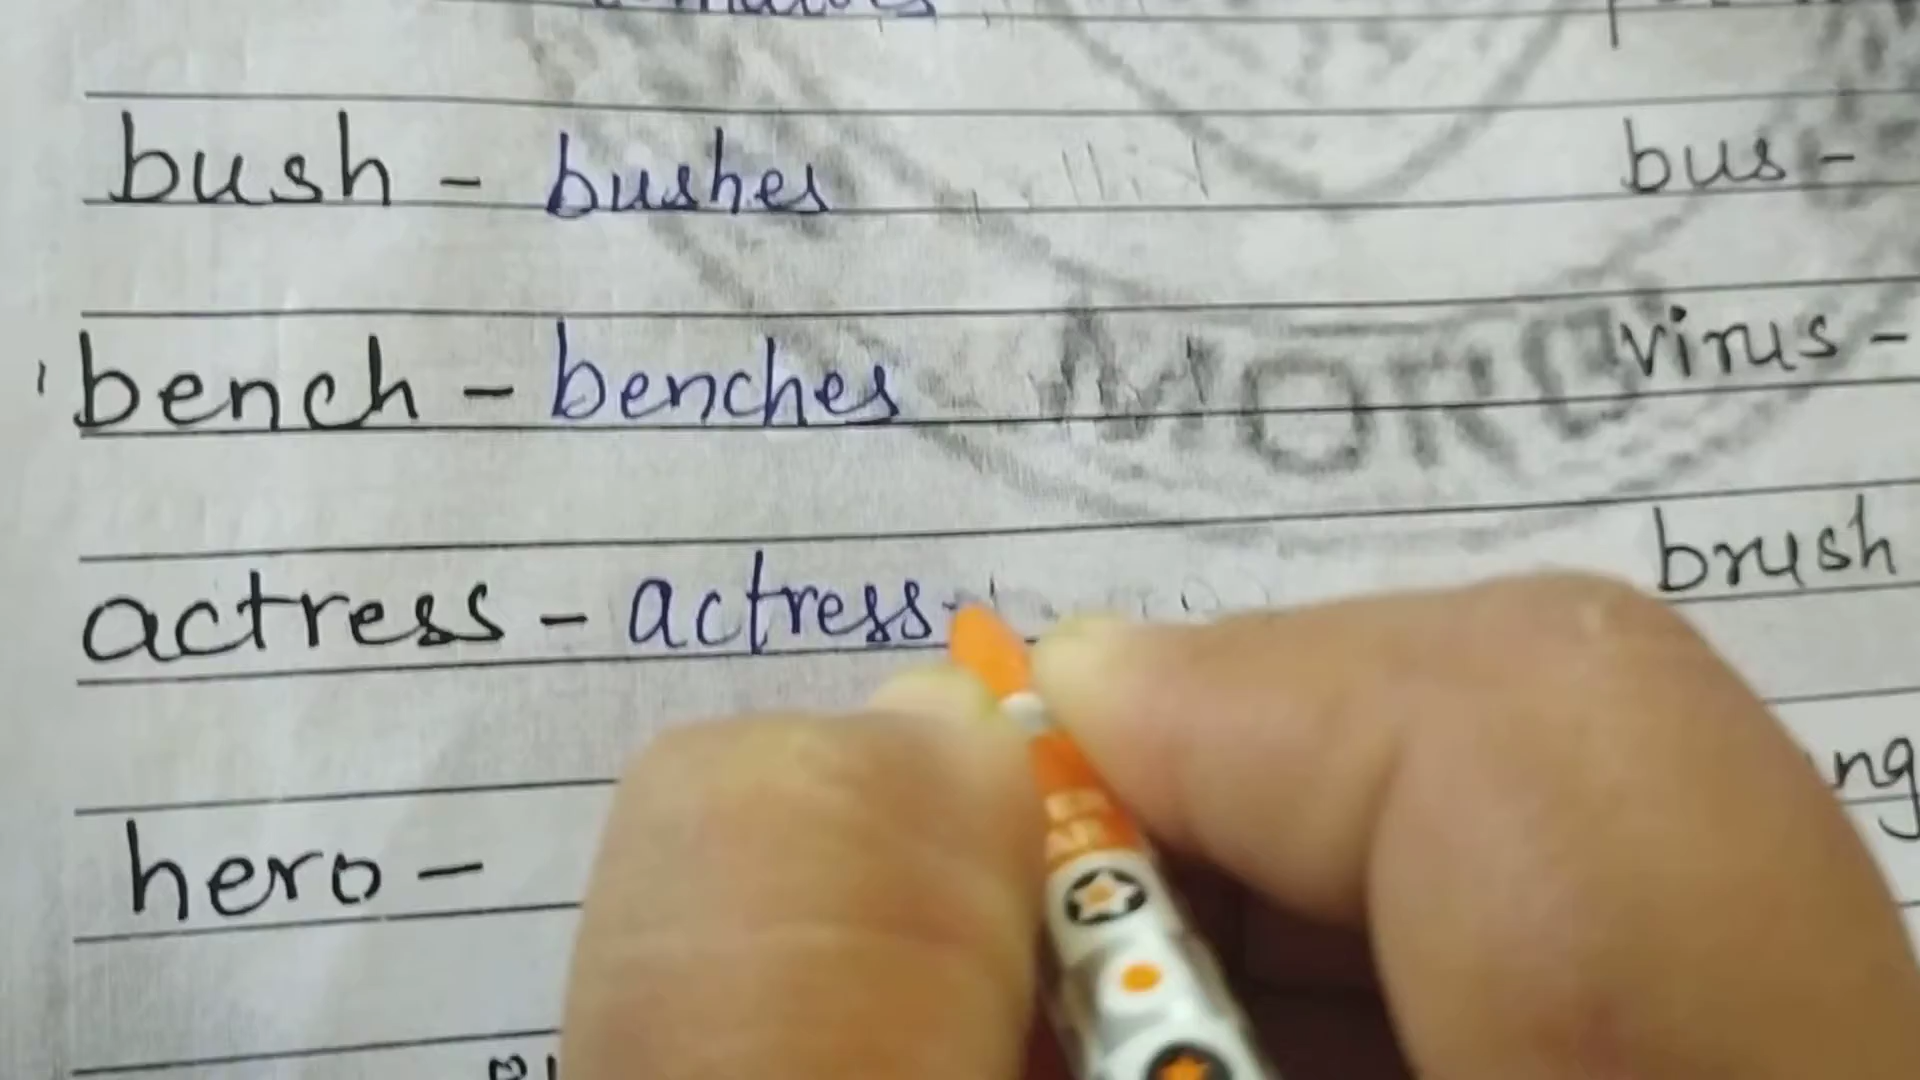 bush - bushes
bus -
bench - benches
virus -
actress - actress
brush
hero -